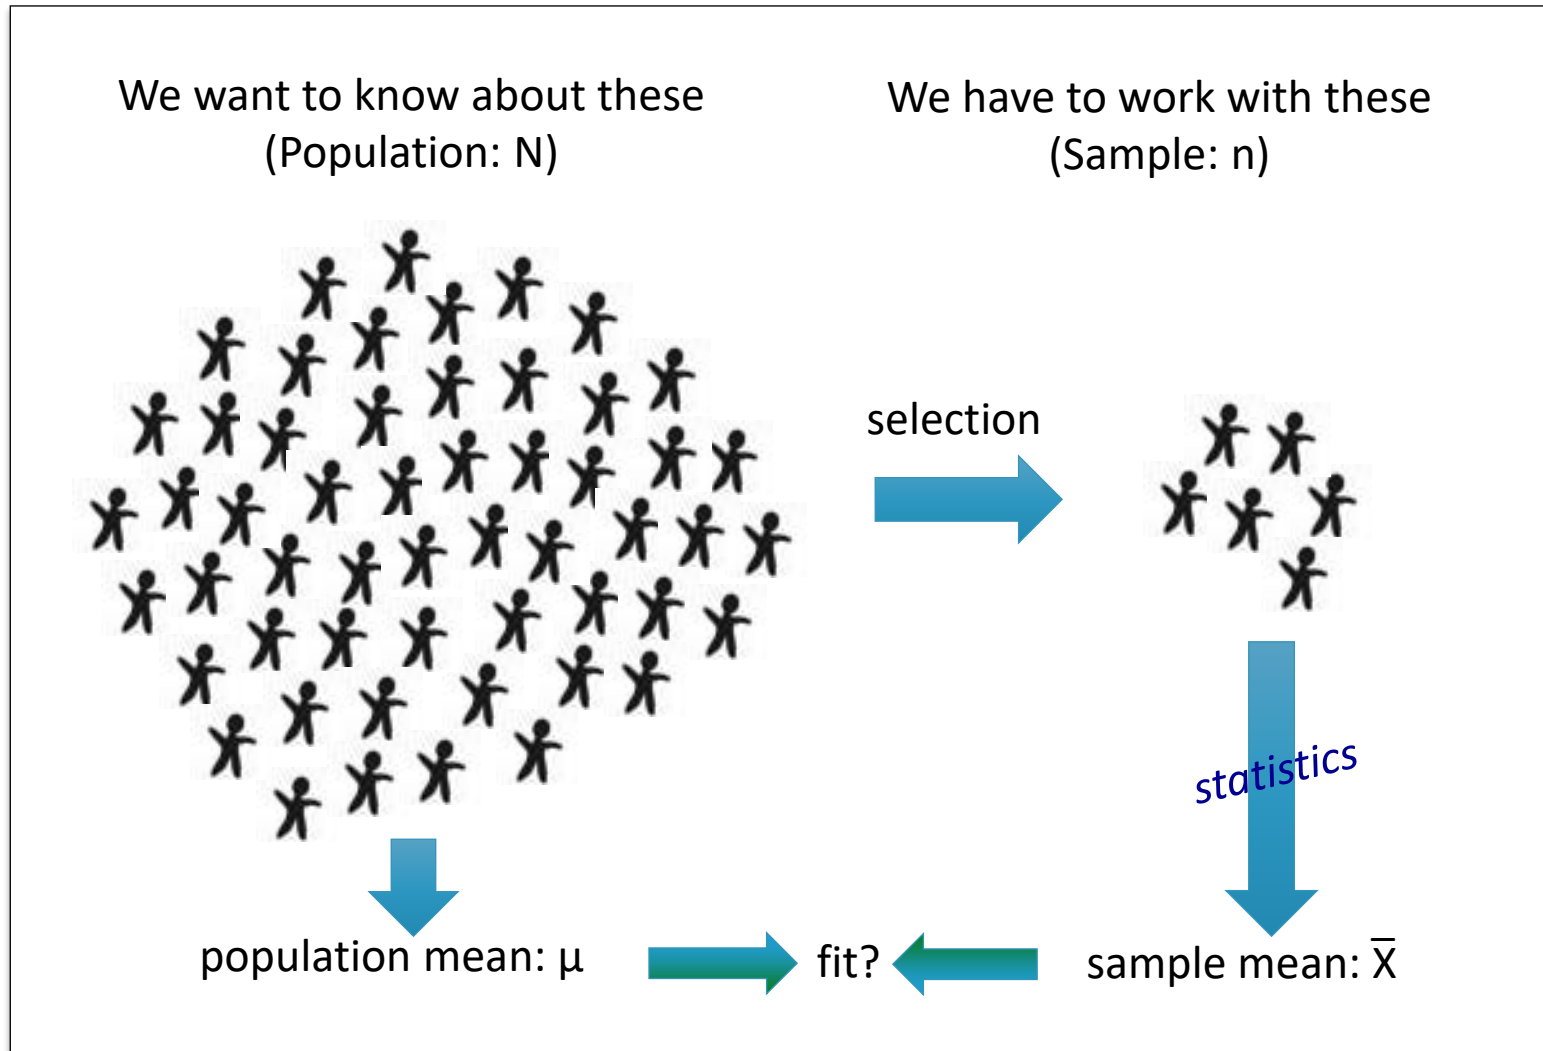 We want to know about these
(Population: N)
We have to work with these
(Sample: n)
selection
statistics
population mean: μ
fit?
sample mean: X̅